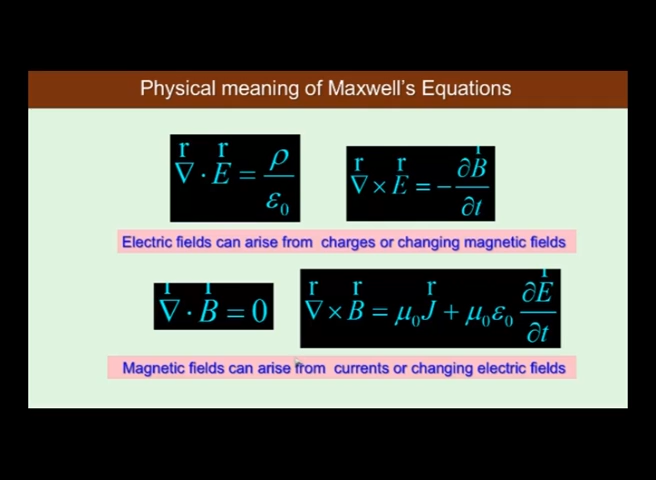 Physical meaning of Maxwell's Equations
r r
∇ · E = ρ/ε₀
r r r
∇ × E = −∂B/∂t
Electric fields can arise from charges or changing magnetic fields
r r
∇ · B = 0
r r r r
∇ × B = μ₀J + μ₀ε₀ ∂E/∂t
Magnetic fields can arise from currents or changing electric fields